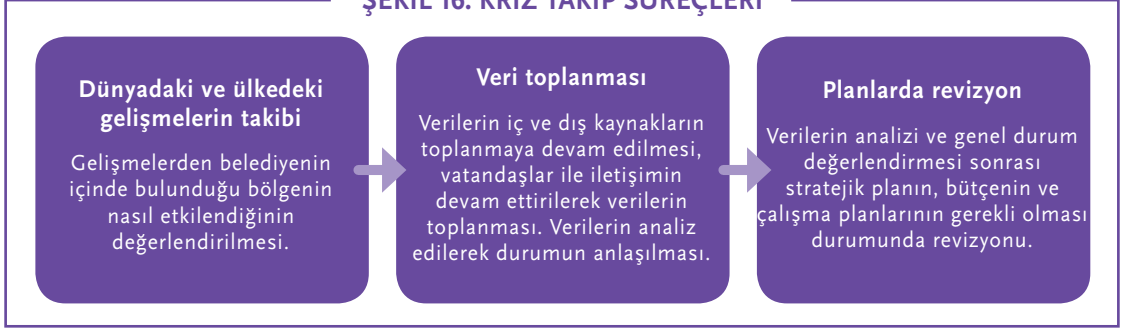 ŞEKİL 16. KRİZ TAKİP SÜREÇLERİ
Dünyadaki ve ülkedeki
gelişmelerin takibi
Gelişmelerden belediyenin
içinde bulunduğu bölgenin
nasıl etkilendiğinin
değerlendirilmesi.
Veri toplanması
Verilerin iç ve dış kaynakların
toplanmaya devam edilmesi,
vatandaşlar ile iletişimin
devam ettirilerek verilerin
toplanması. Verilerin analiz
edilerek durumun anlaşılması.
Planlarda revizyon
Verilerin analizi ve genel durum
değerlendirmesi sonrası
stratejik planın, bütçenin ve
çalışma planlarının gerekli olması
durumunda revizyonu.